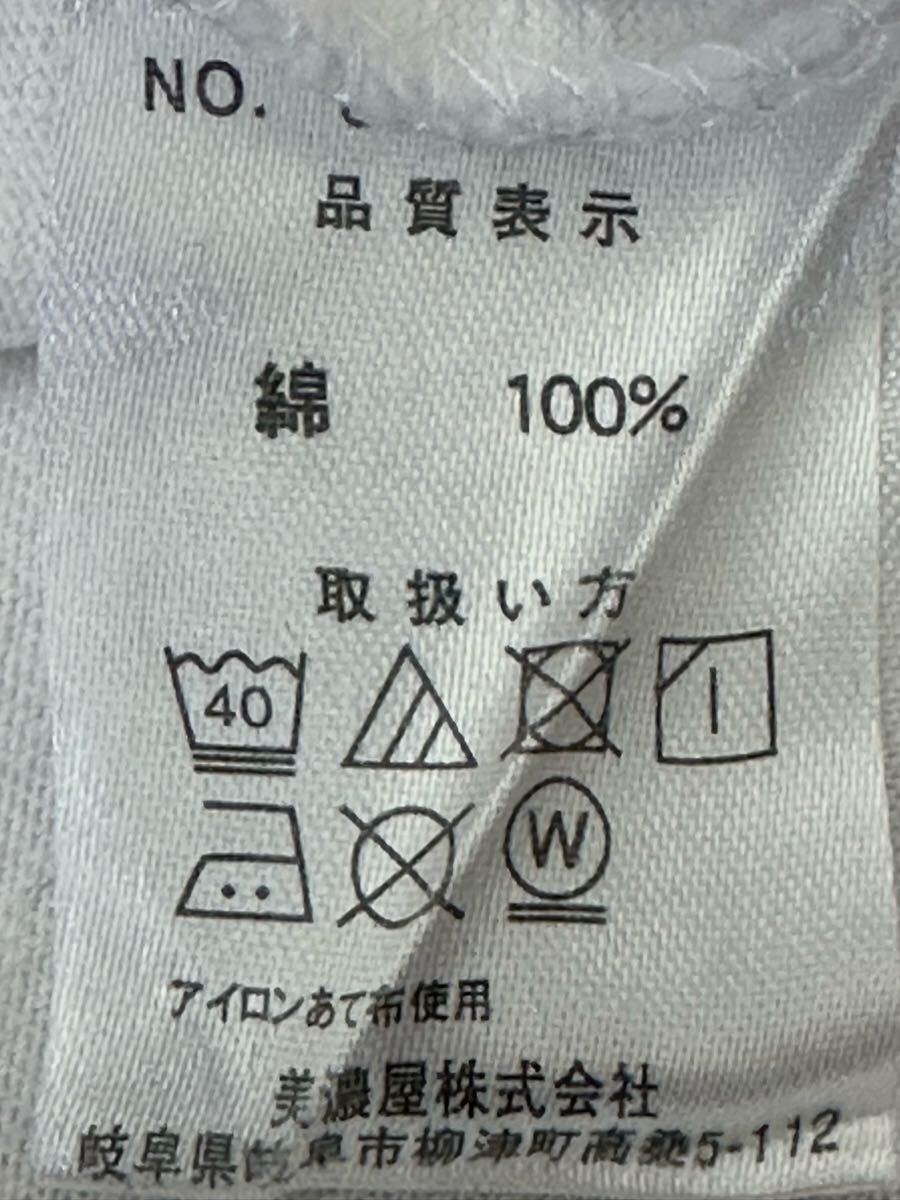 NO.
品質表示
綿 100%
取扱い方
40
W
アイロンあて布使用
美濃屋株式会社
岐阜県岐阜市柳津町高桑5-112